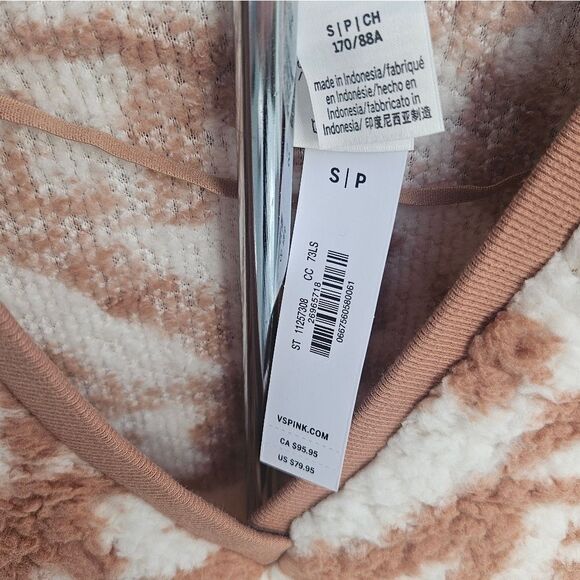 S|P|CH
170/88A
made in Indonesia/fabriqué
en Indonésie/hecho en
Indonesia/fabbricato in
Indonesia/ 印度尼西亚制造
S|P
ST 11257308 CC 73LS
26965718
0667560580061
VSPINK.COM
CA $95.95
US $79.95